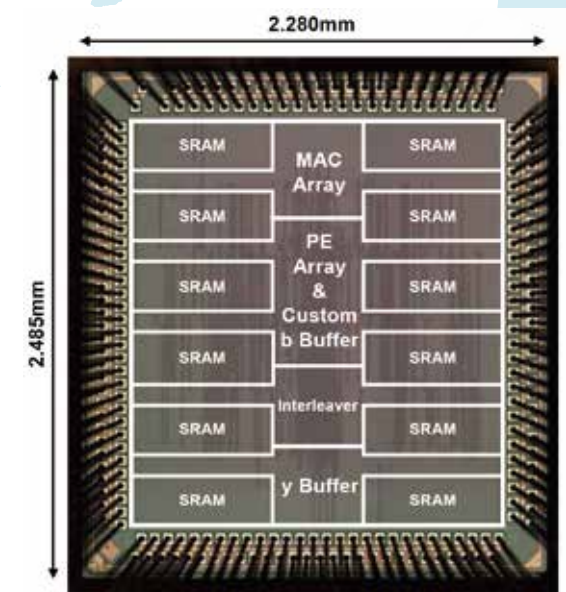 2.280mm
2.485mm
SRAM
SRAM
MAC
Array
SRAM
SRAM
PE
Array
&
Custom
b Buffer
SRAM
SRAM
SRAM
SRAM
Interleaver
SRAM
SRAM
y Buffer
SRAM
SRAM